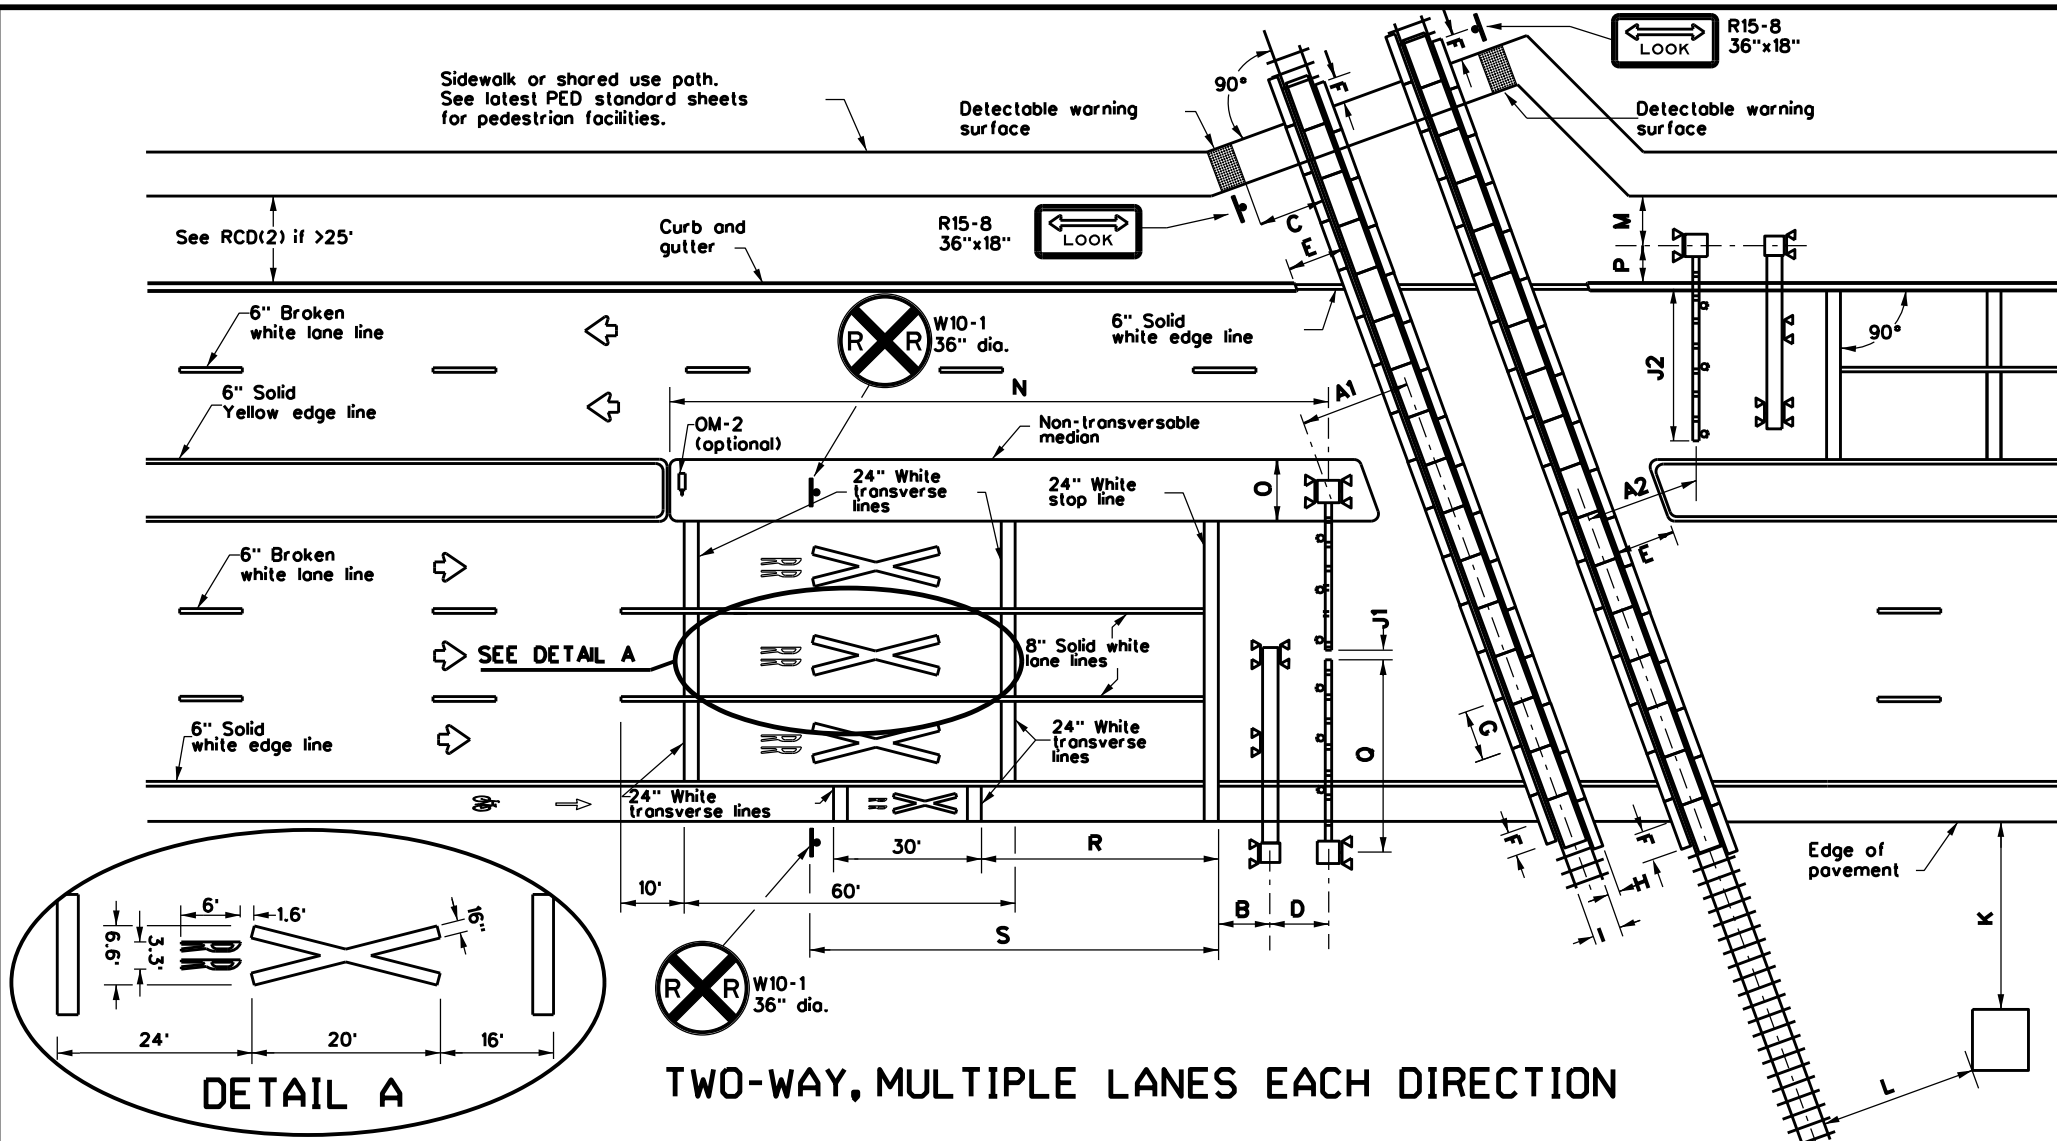 R15-8
36"x18"
LOOK
Sidewalk or shared use path.
See latest PED standard sheets
for pedestrian facilities.
90°
F
F
Detectable warning
surface
Detectable warning
surface
See RCD(2) if >25'
Curb and
gutter
R15-8
36"x18"
LOOK
C
E
M
P
6" Broken
white lane line
W10-1
36" dia.
R R
6" Solid
white edge line
90°
J2
6" Solid
Yellow edge line
N
A1
OM-2
(optional)
Non-transversable
median
24" White
transverse
lines
24" White
stop line
O
A2
E
6" Broken
white lane line
J1
SEE DETAIL A
8" Solid white
lane lines
6" Solid
white edge line
24" White
transverse
lines
G
Q
24" White
transverse lines
F
F
30'
R
Edge of
pavement
10'
60'
H
B
D
S
I
K
6'
1.6'
16"
6.6'
3.3'
R R
W10-1
36" dia.
24'
20'
16'
L
DETAIL A
TWO-WAY, MULTIPLE LANES EACH DIRECTION